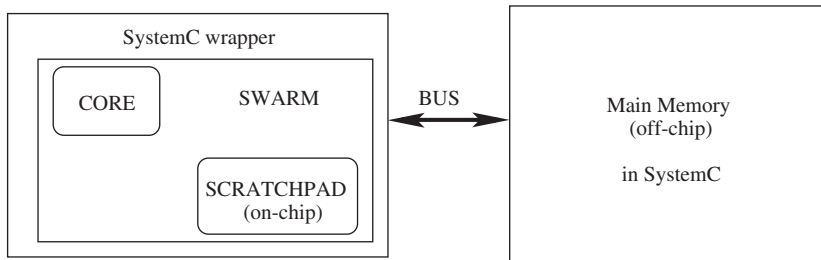 SystemC wrapper
CORE
SWARM
SCRATCHPAD
(on-chip)
BUS
Main Memory
(off-chip)
in SystemC